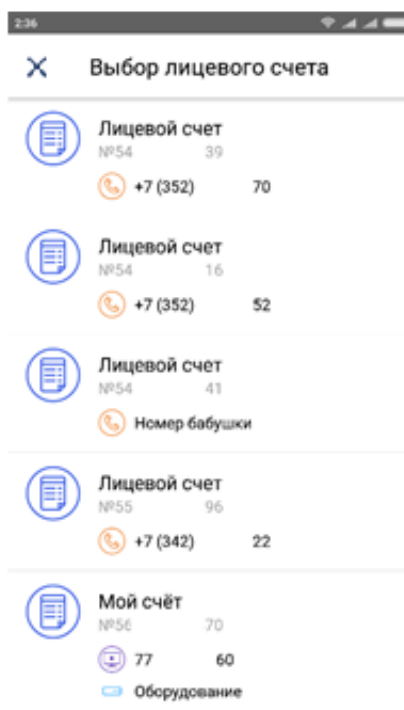 2:36
Выбор лицевого счета
Лицевой счет
№54 39
+7 (352) 70
Лицевой счет
№54 16
+7 (352) 52
Лицевой счет
№54 41
Номер бабушки
Лицевой счет
№55 96
+7 (342) 22
Мой счёт
№56 70
77 60
Оборудование